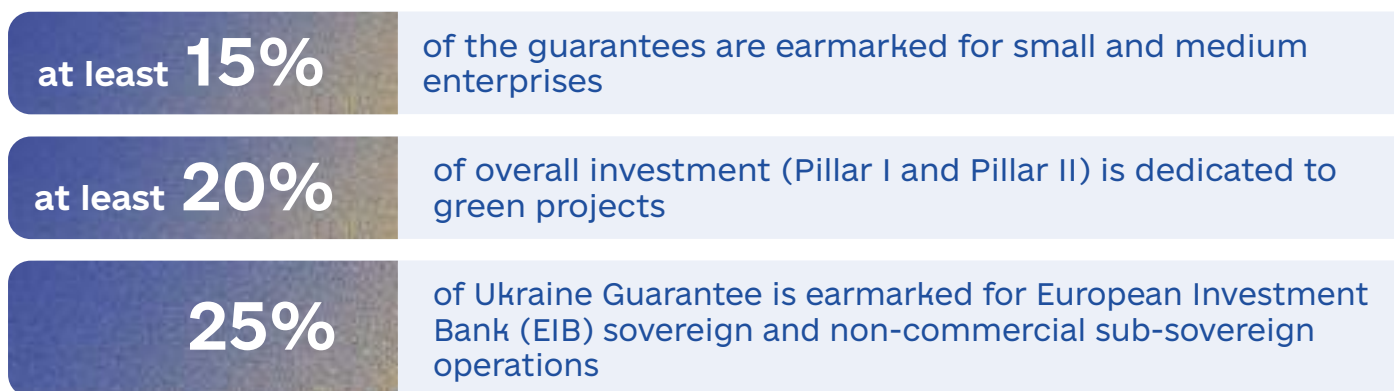 at least 15%
of the guarantees are earmarked for small and medium
enterprises
at least 20%
of overall investment (Pillar I and Pillar II) is dedicated to
green projects
25%
of Ukraine Guarantee is earmarked for European Investment
Bank (EIB) sovereign and non-commercial sub-sovereign
operations